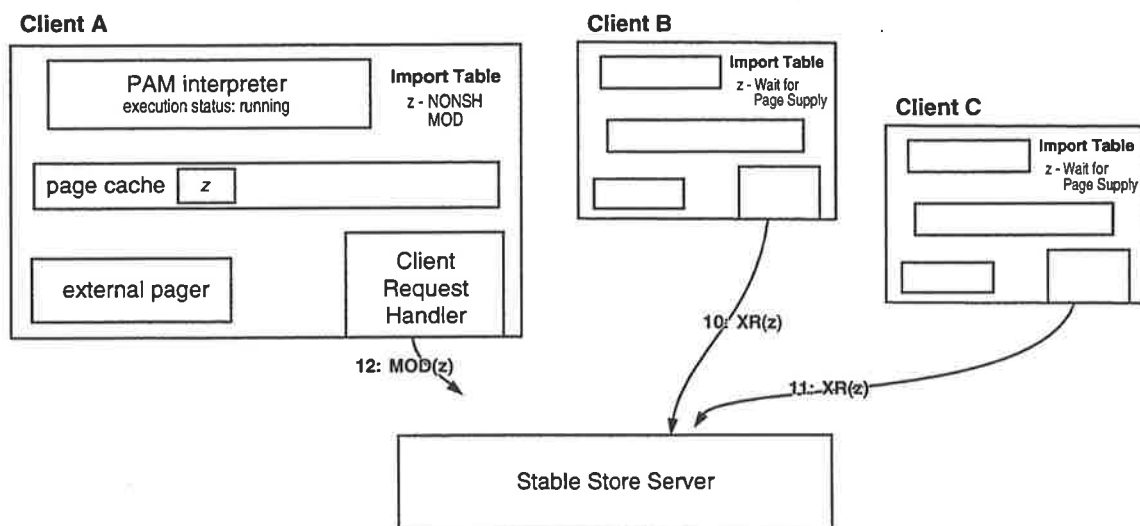 Client A
PAM interpreter
execution status: running
Import Table
z - NONSH
MOD
page cache
z
external pager
Client
Request
Handler
12: MOD(z)
Client B
Import Table
z - Wait for
Page Supply
10: XR(z)
Client C
Import Table
z - Wait for
Page Supply
11: XR(z)
Stable Store Server